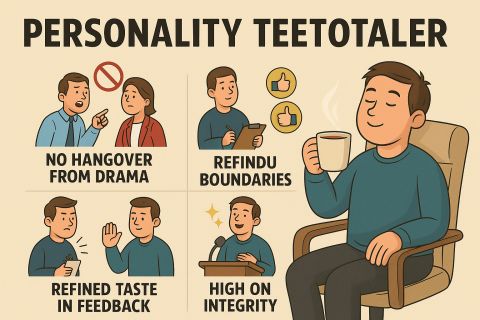 PERSONALITY TEETOTALER
NO HANGOVER
FROM DRAMA
REFINDU
BOUNDARIES
REFINED TASTE
IN FEEDBACK
HIGH ON
INTEGRITY